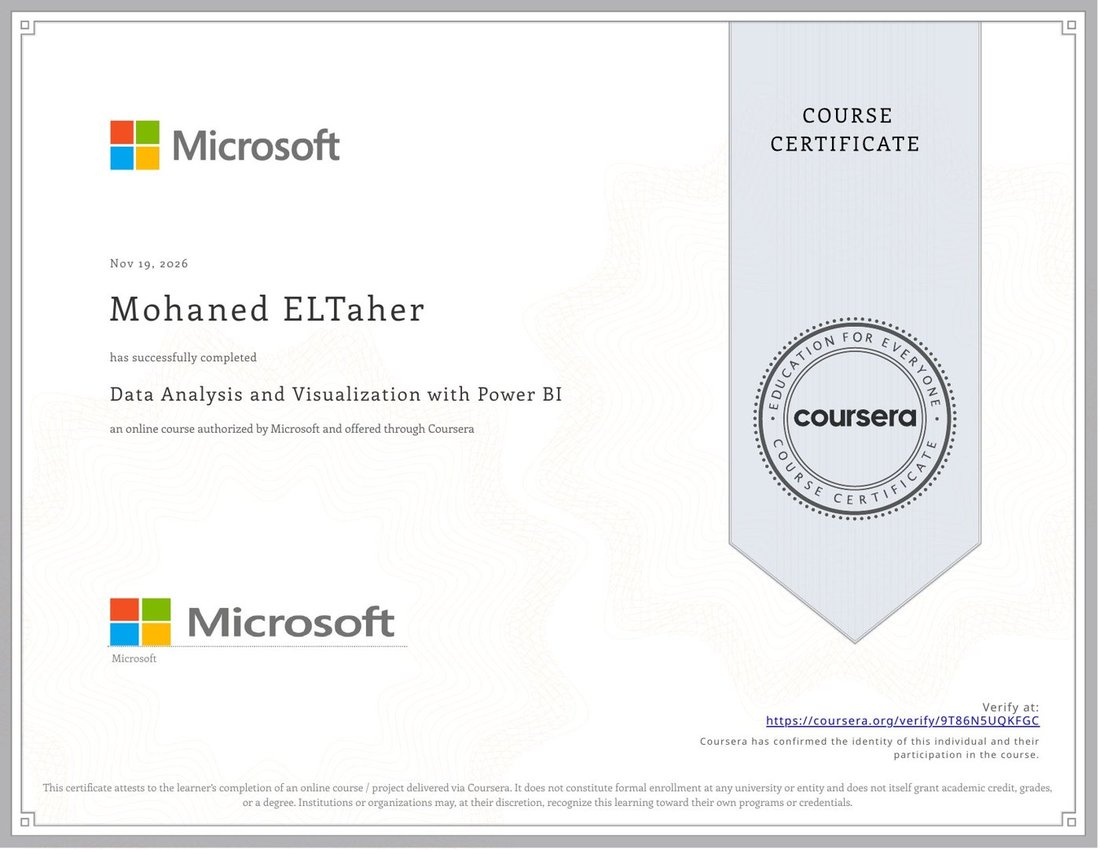 COURSE
CERTIFICATE
Microsoft
Nov 19, 2026
Mohaned ELTaher
has successfully completed
Data Analysis and Visualization with Power BI
an online course authorized by Microsoft and offered through Coursera
EDUCATION FOR EVERYONE
coursera
COURSE CERTIFICATE
Microsoft
Microsoft
Verify at:
https://coursera.org/verify/9T86N5UQKFGC
Coursera has confirmed the identity of this individual and their
participation in the course.
This certificate attests to the learner's completion of an online course / project delivered via Coursera. It does not constitute formal enrollment at any university or entity and does not itself grant academic credit, grades,
or a degree. Institutions or organizations may, at their discretion, recognize this learning toward their own programs or credentials.